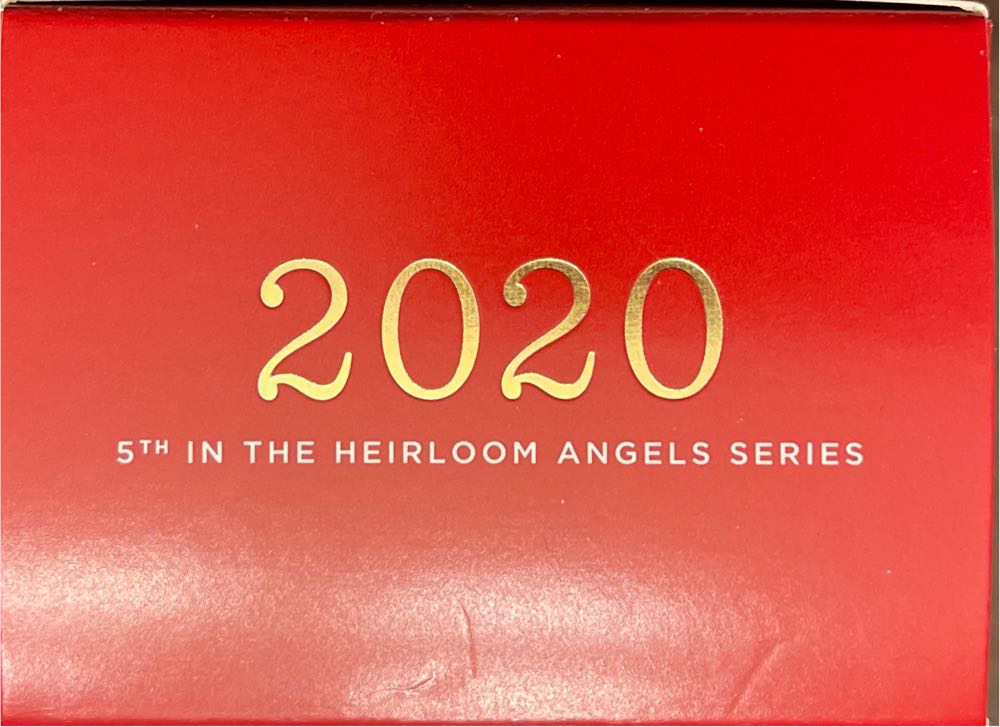 2020
5TH IN THE HEIRLOOM ANGELS SERIES